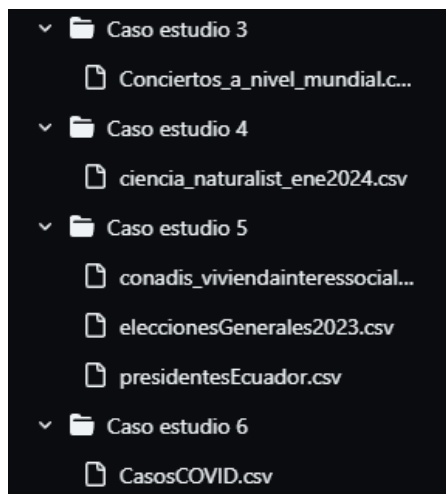 Caso estudio 3
Conciertos_a_nivel_mundial.c...
Caso estudio 4
ciencia_naturalist_ene2024.csv
Caso estudio 5
conadis_viviendainteressocial...
eleccionesGenerales2023.csv
presidentesEcuador.csv
Caso estudio 6
CasosCOVID.csv